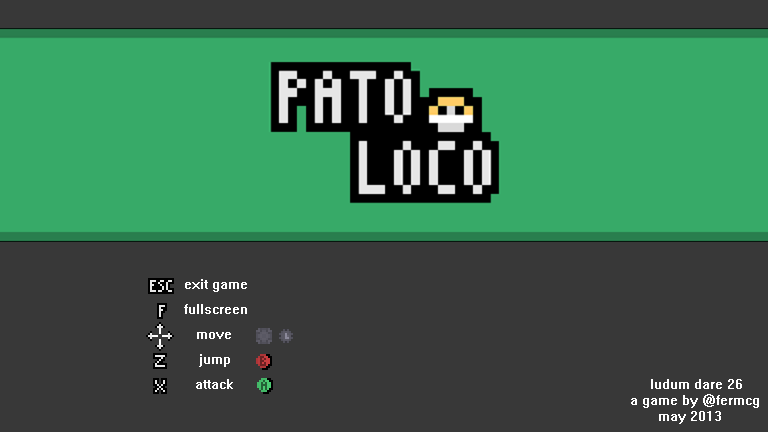 PATO
LOCO
ESC exit game
F fullscreen
move L
Z jump B
X attack A
ludum dare 26
a game by @fermcg
may 2013